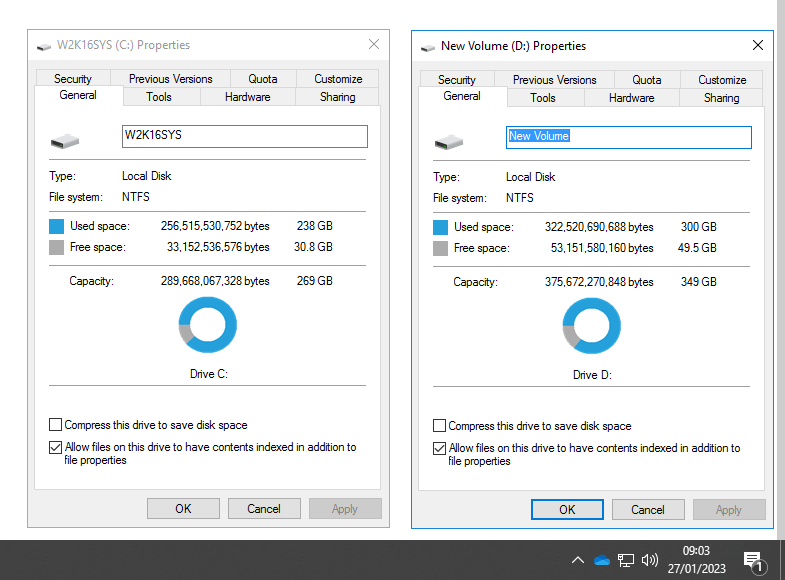 W2K16SYS (C:) Properties
Security Previous Versions Quota Customize
General Tools Hardware Sharing
W2K16SYS
Type: Local Disk
File system: NTFS
Used space: 256,515,530,752 bytes 238 GB
Free space: 33,152,536,576 bytes 30.8 GB
Capacity: 289,668,067,328 bytes 269 GB
Drive C:
Compress this drive to save disk space
Allow files on this drive to have contents indexed in addition to
file properties
OK Cancel Apply
New Volume (D:) Properties
Security Previous Versions Quota Customize
General Tools Hardware Sharing
New Volume
Type: Local Disk
File system: NTFS
Used space: 322,520,690,688 bytes 300 GB
Free space: 53,151,580,160 bytes 49.5 GB
Capacity: 375,672,270,848 bytes 349 GB
Drive D:
Compress this drive to save disk space
Allow files on this drive to have contents indexed in addition to
file properties
OK Cancel Apply
09:03
27/01/2023
1